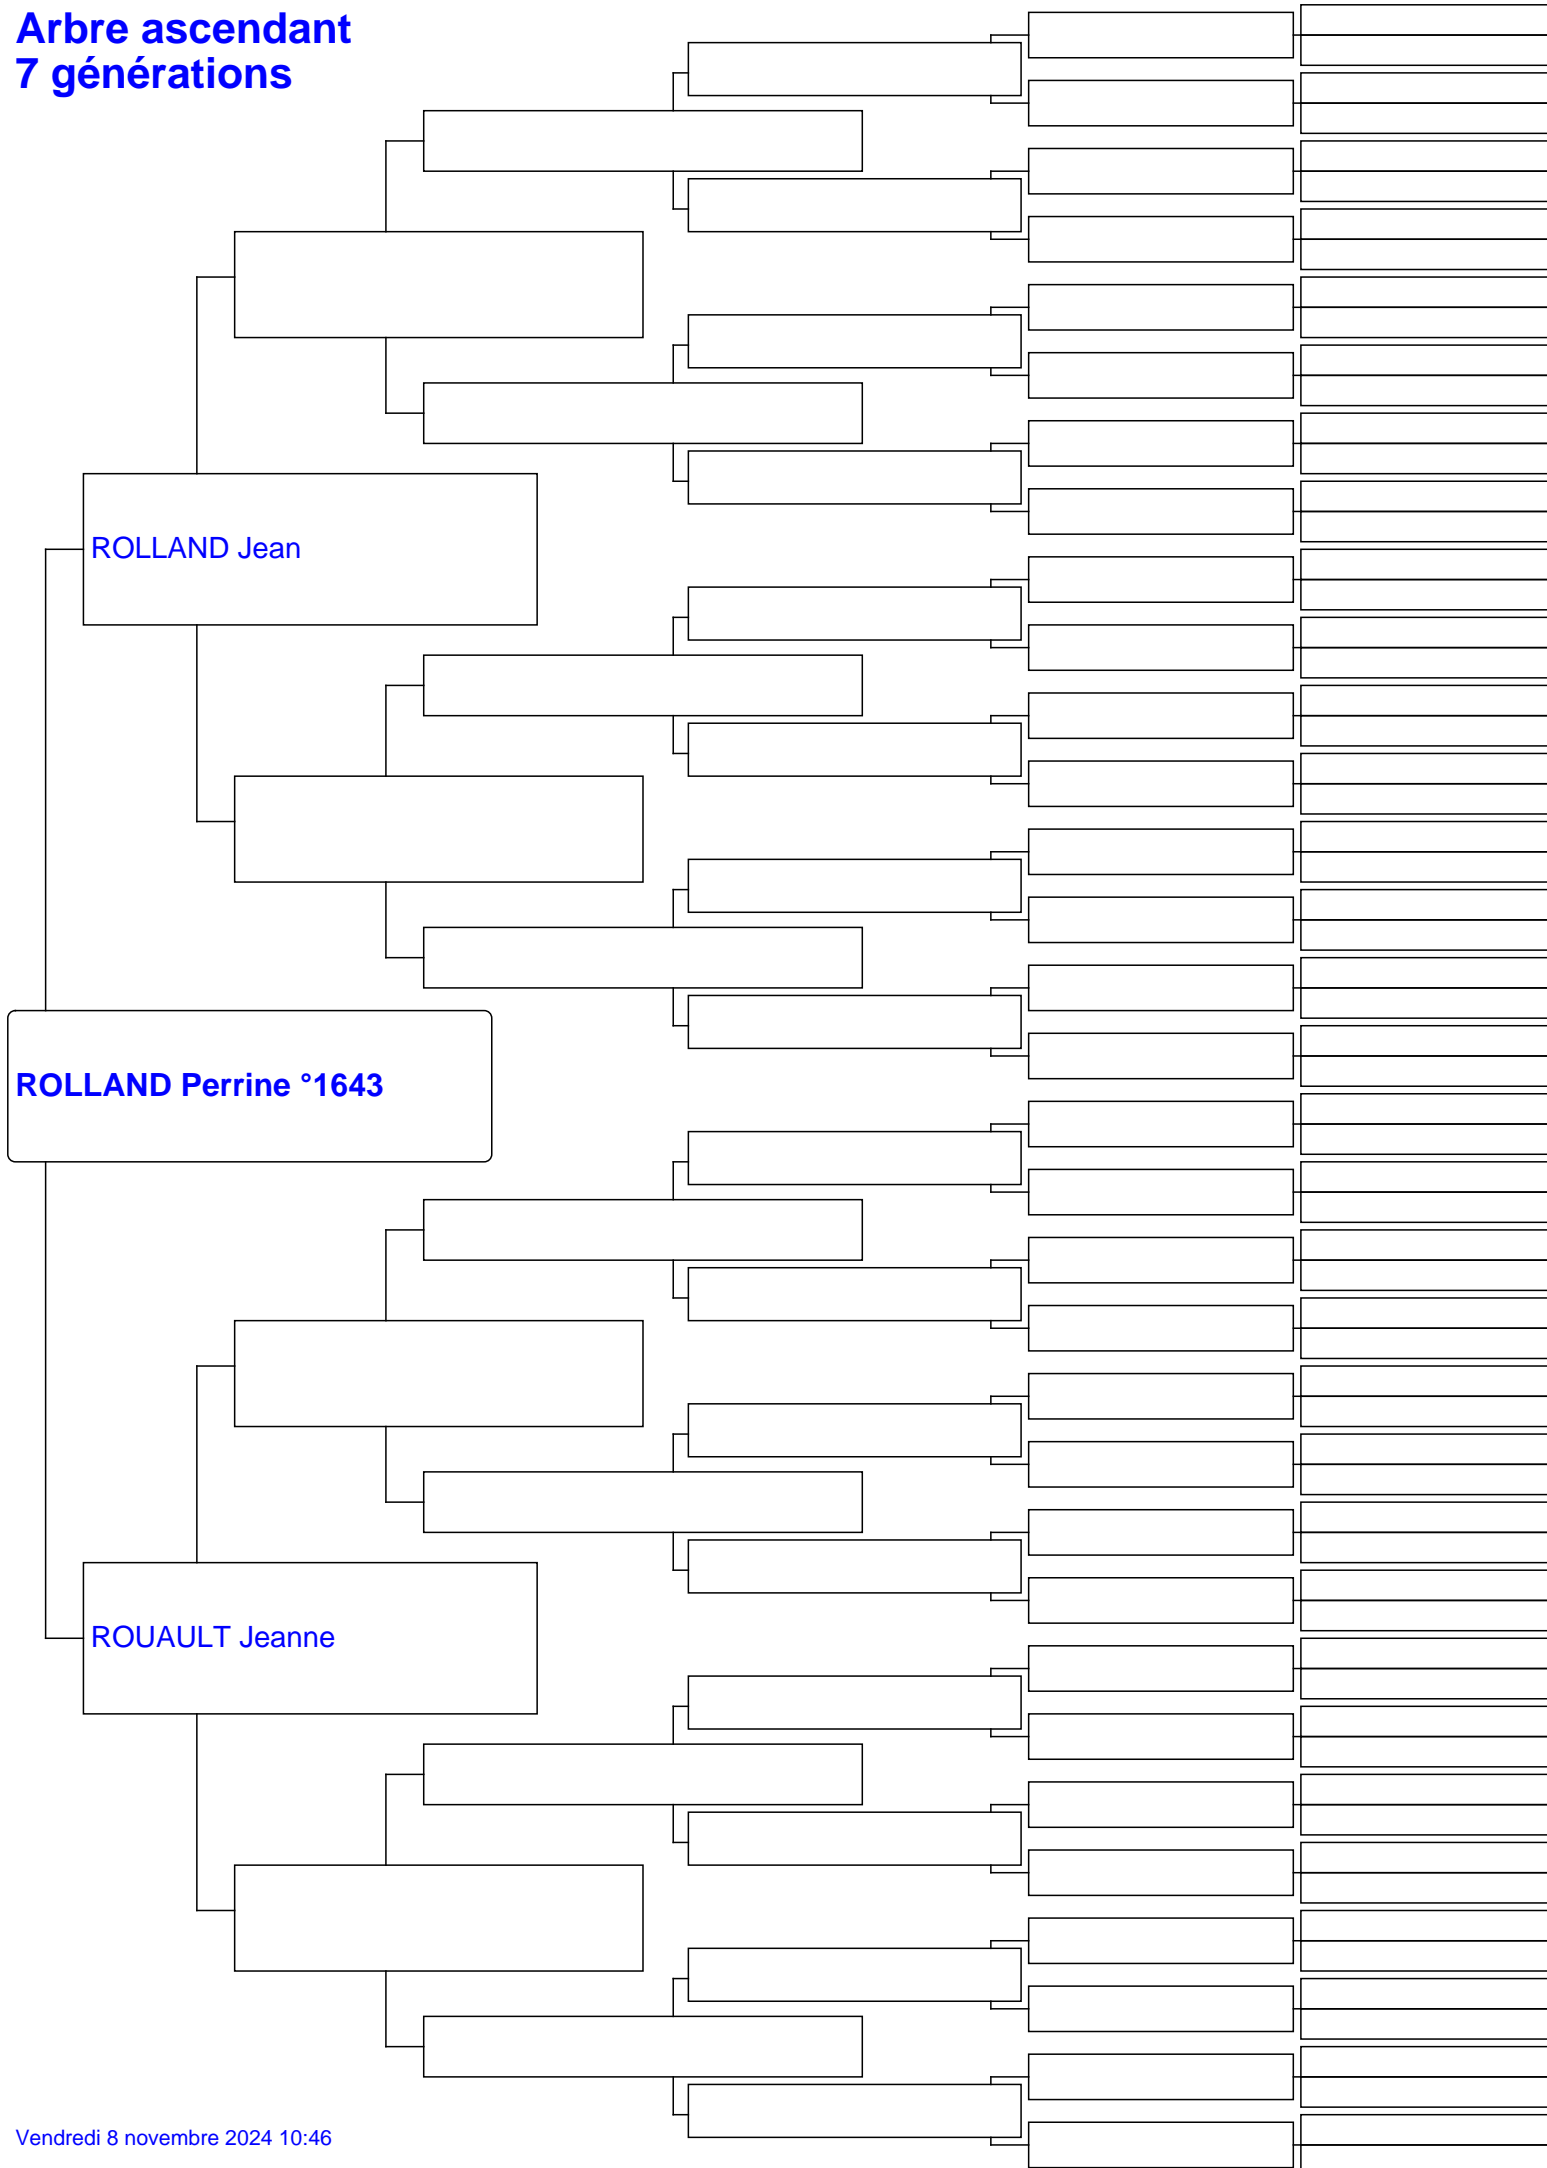 Arbre ascendant
7 générations
ROLLAND Jean
ROLLAND Perrine °1643
ROUAULT Jeanne
Vendredi 8 novembre 2024 10:46